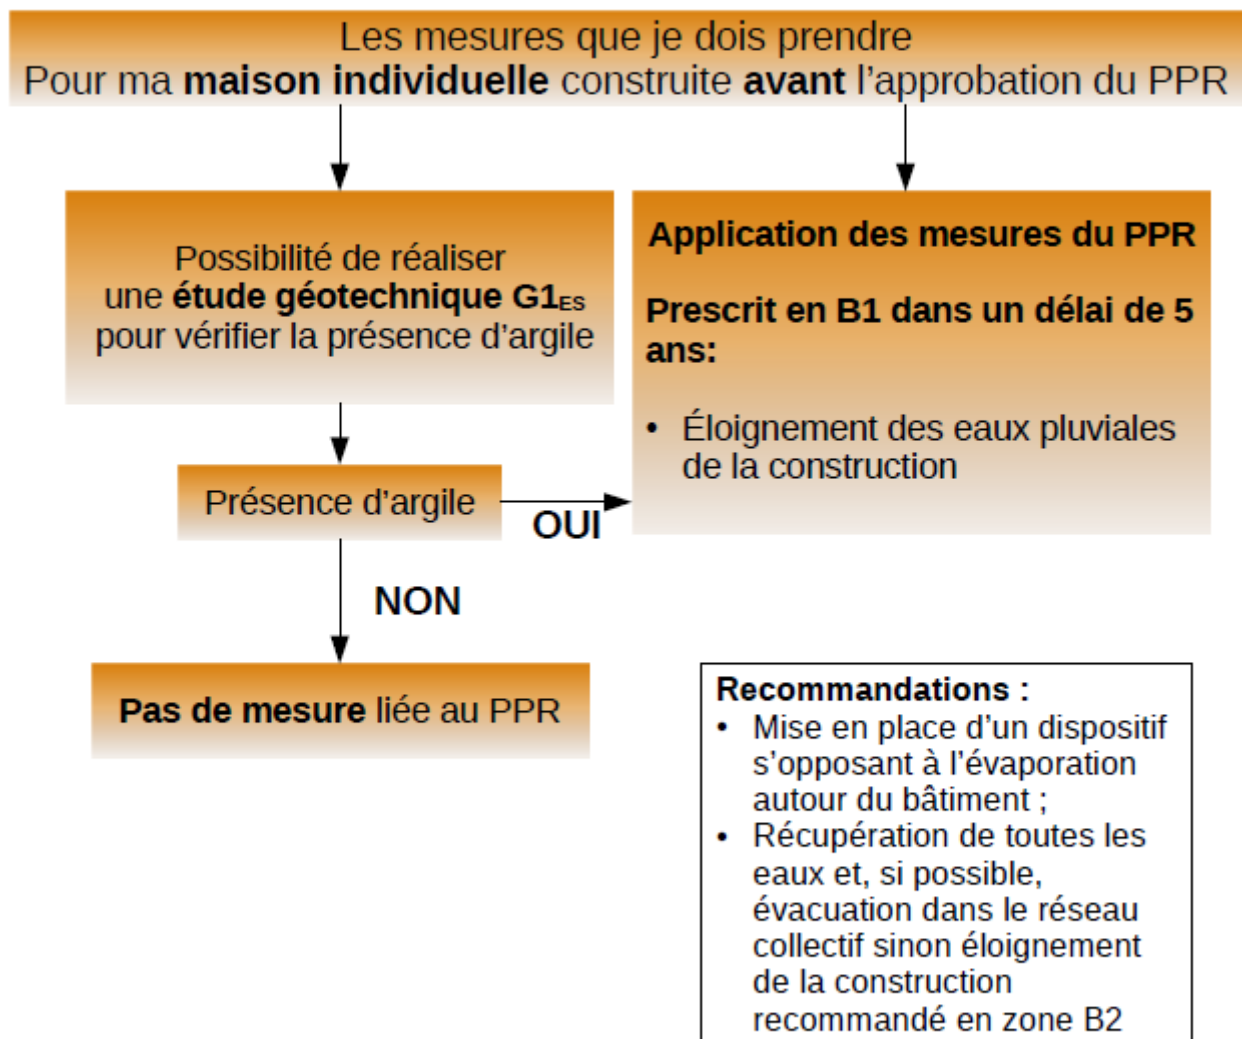 Les mesures que je dois prendre
Pour ma maison individuelle construite avant l’approbation du PPR
Possibilité de réaliser
une étude géotechnique G1ES
pour vérifier la présence d’argile
Application des mesures du PPR
Prescrit en B1 dans un délai de 5
ans:
• Éloignement des eaux pluviales
de la construction
Présence d’argile
OUI
NON
Pas de mesure liée au PPR
Recommandations :
• Mise en place d’un dispositif
s’opposant à l’évaporation
autour du bâtiment ;
• Récupération de toutes les
eaux et, si possible,
évacuation dans le réseau
collectif sinon éloignement
de la construction
recommandé en zone B2